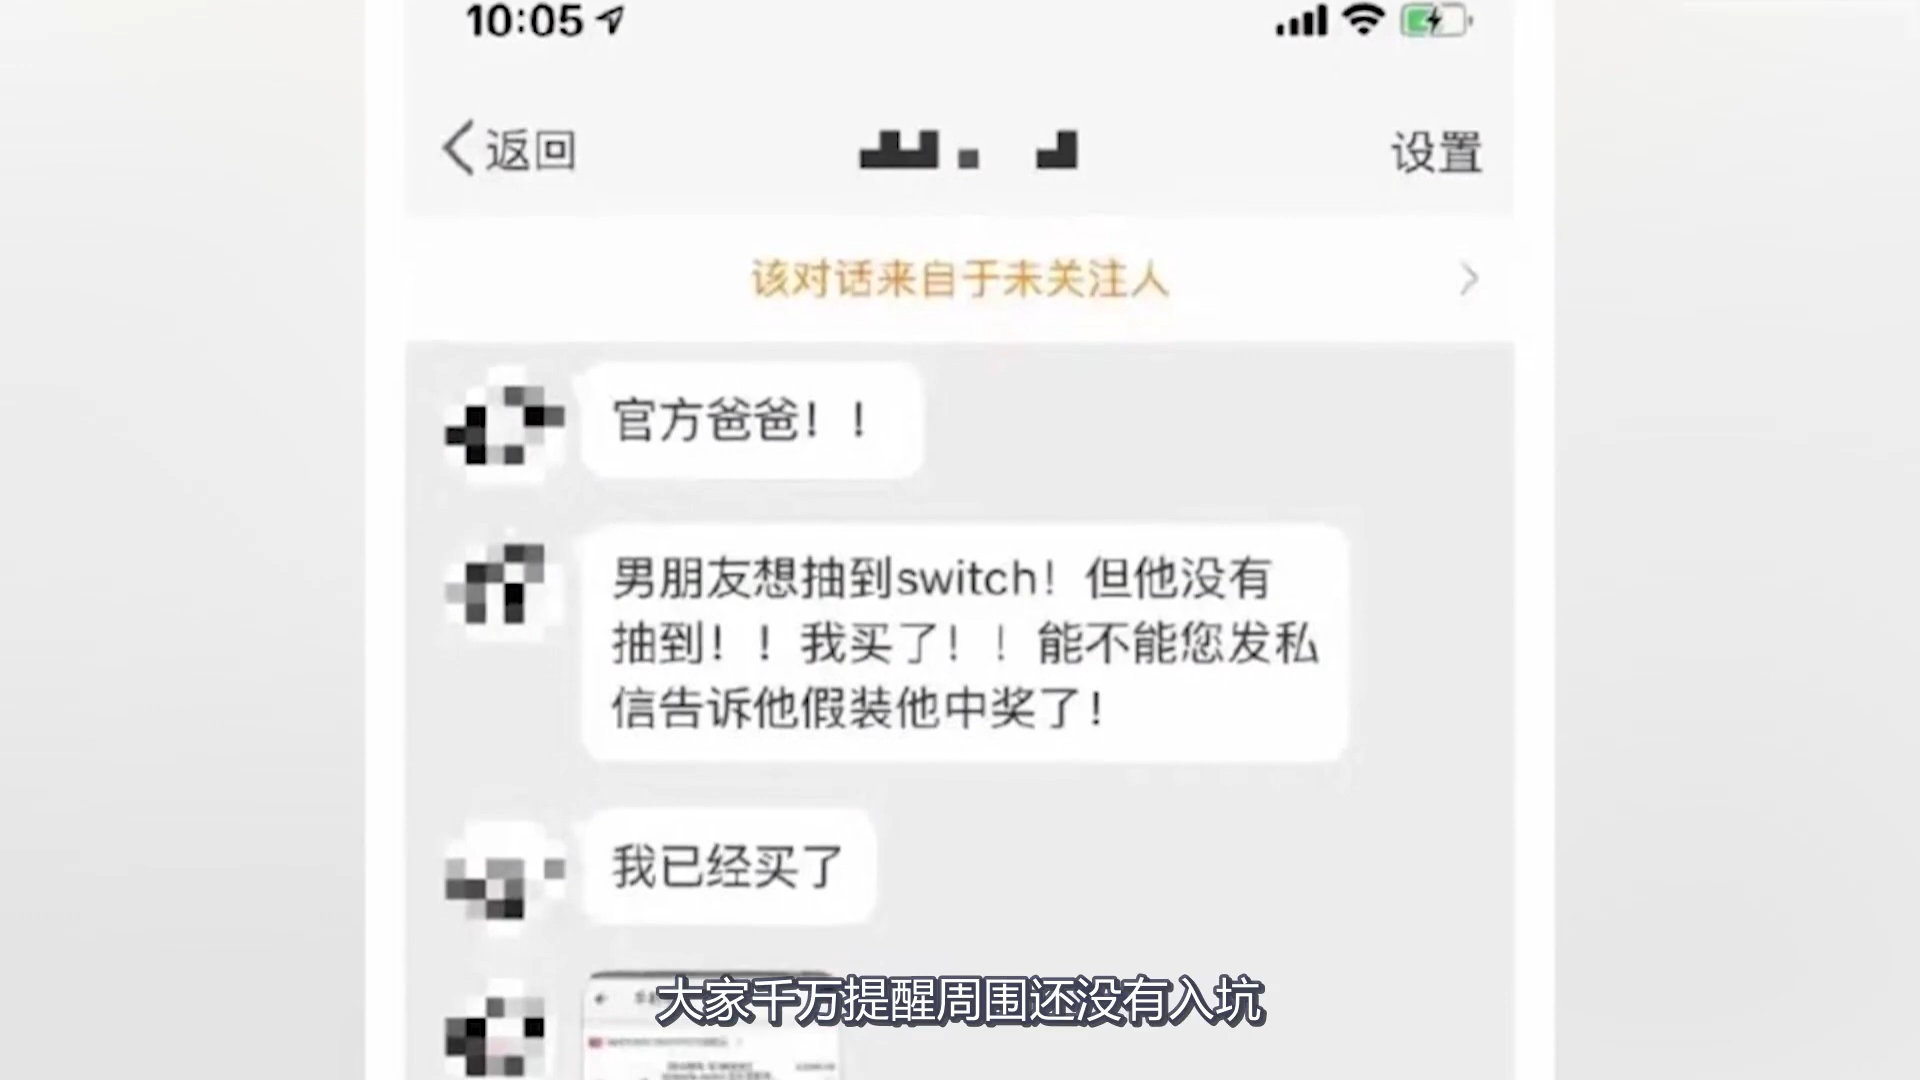 10:05
返回
设置
该对话来自于未关注人
官方爸爸！！
男朋友想抽到switch！但他没有
抽到！！我买了！！能不能您发私
信告诉他假装他中奖了！
我已经买了
大家千万提醒周围还没有入坑